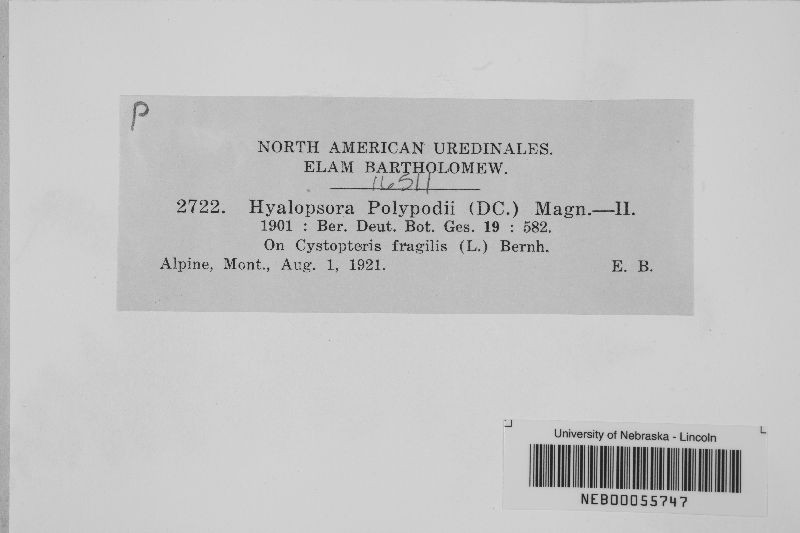 P
NORTH AMERICAN UREDINALES.
ELAM BARTHOLOMEW.
16511
2722. Hyalopsora Polypodii (DC.) Magn.—II.
1901 : Ber. Deut. Bot. Ges. 19 : 582.
On Cystopteris fragilis (L.) Bernh.
Alpine, Mont., Aug. 1, 1921. E. B.
University of Nebraska - Lincoln
NEB00055747